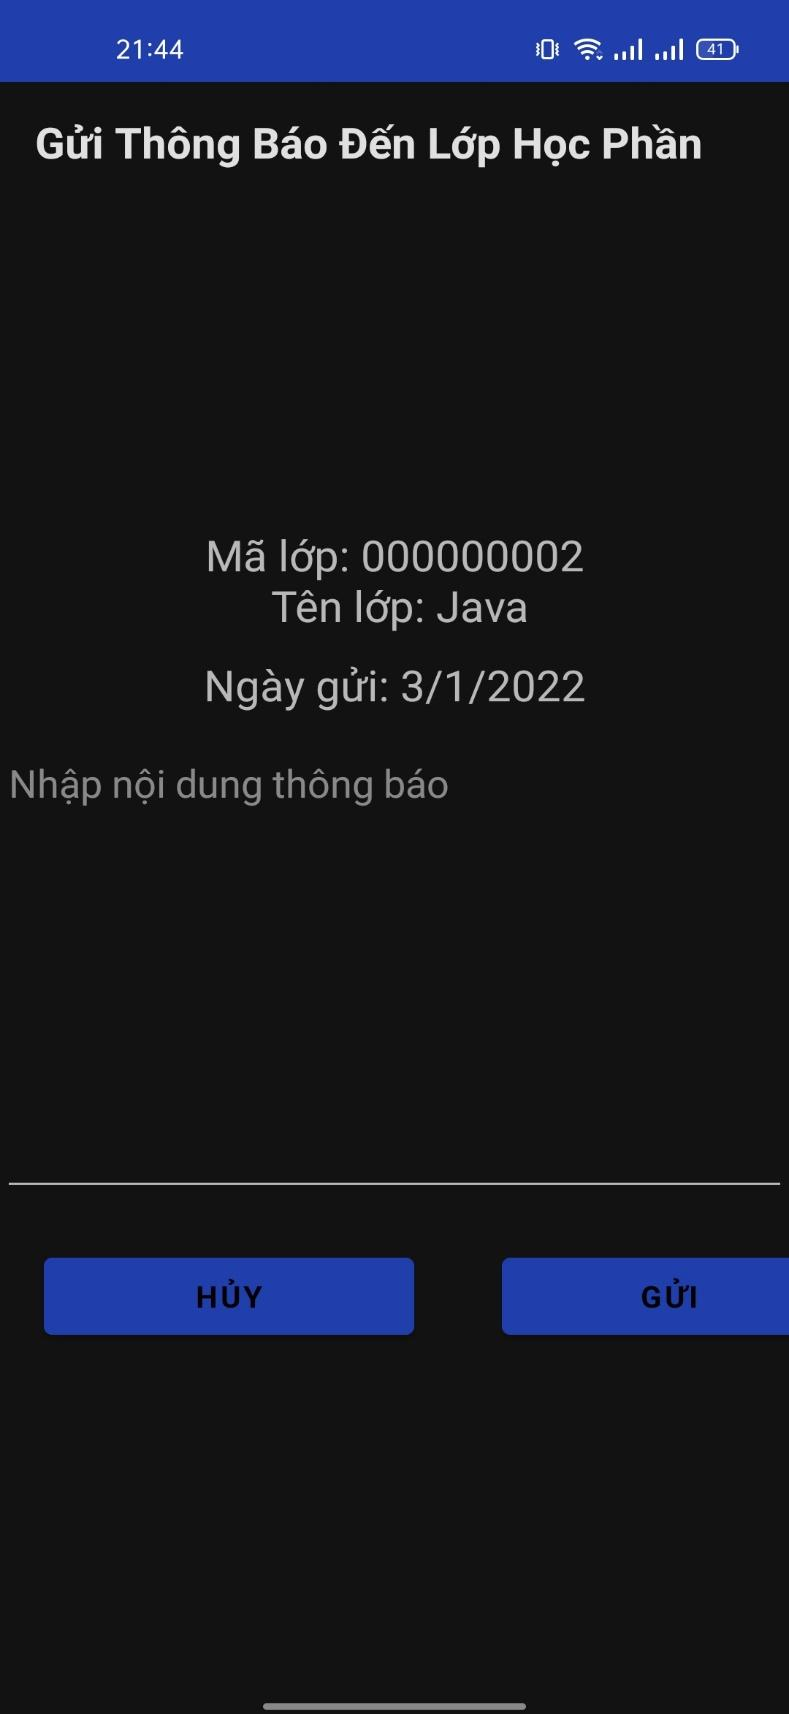 21:44
41
Gửi Thông Báo Đến Lớp Học Phần
Mã lớp: 000000002
Tên lớp: Java
Ngày gửi: 3/1/2022
Nhập nội dung thông báo
HỦY
GỬI